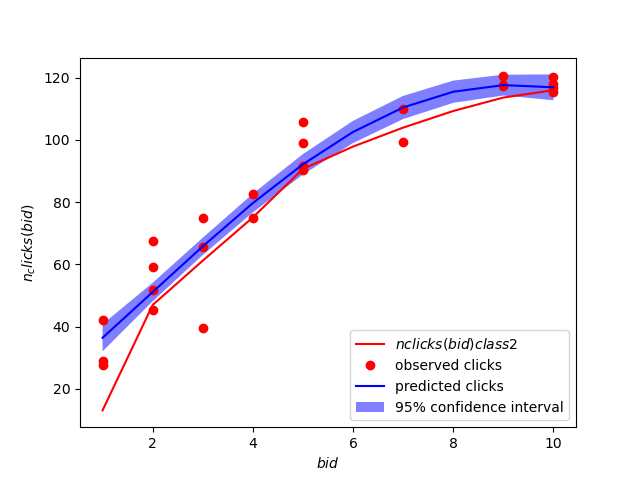 120
100
80
60
40
20
n_clicks(bid)
2
4
6
8
10
bid
nclicks(bid)class2
observed clicks
predicted clicks
95% confidence interval